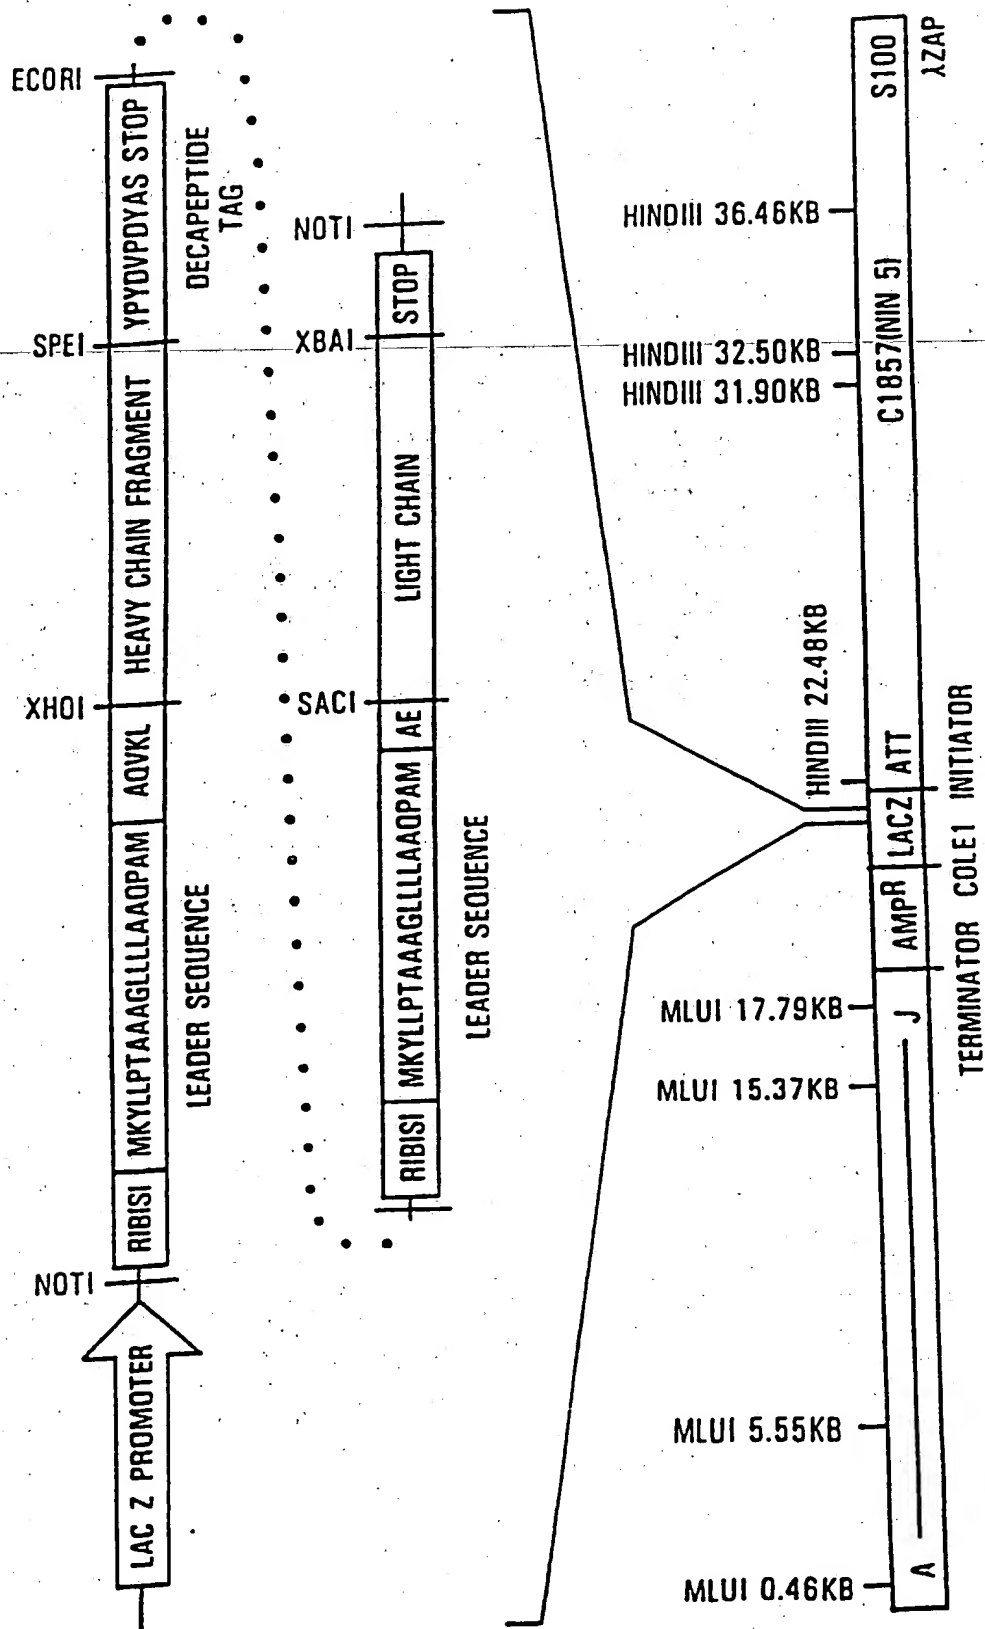 LAC Z PROMOTER
NOTI
RIBISI
MKYLLPTAAAGLLLLAAQPAM
LEADER SEQUENCE
AQVKL
XHOI
HEAVY CHAIN FRAGMENT
SPEI
YPYDVPDYAS STOP
DECAPEPTIDE
TAG
ECORI
RIBISI
MKYLLPTAAAGLLLLAAQPAM
LEADER SEQUENCE
AE
SACI
LIGHT CHAIN
XBAI
STOP
NOTI
MLUI 0.46KB
MLUI 5.55KB
MLUI 15.37KB
MLUI 17.79KB
HINDIII 22.48KB
HINDIII 31.90KB
HINDIII 32.50KB
HINDIII 36.46KB
A
J
AMPR
LACZ
ATT
C1857(NIN 5)
S100
TERMINATOR COLE1 INITIATOR
λZAP